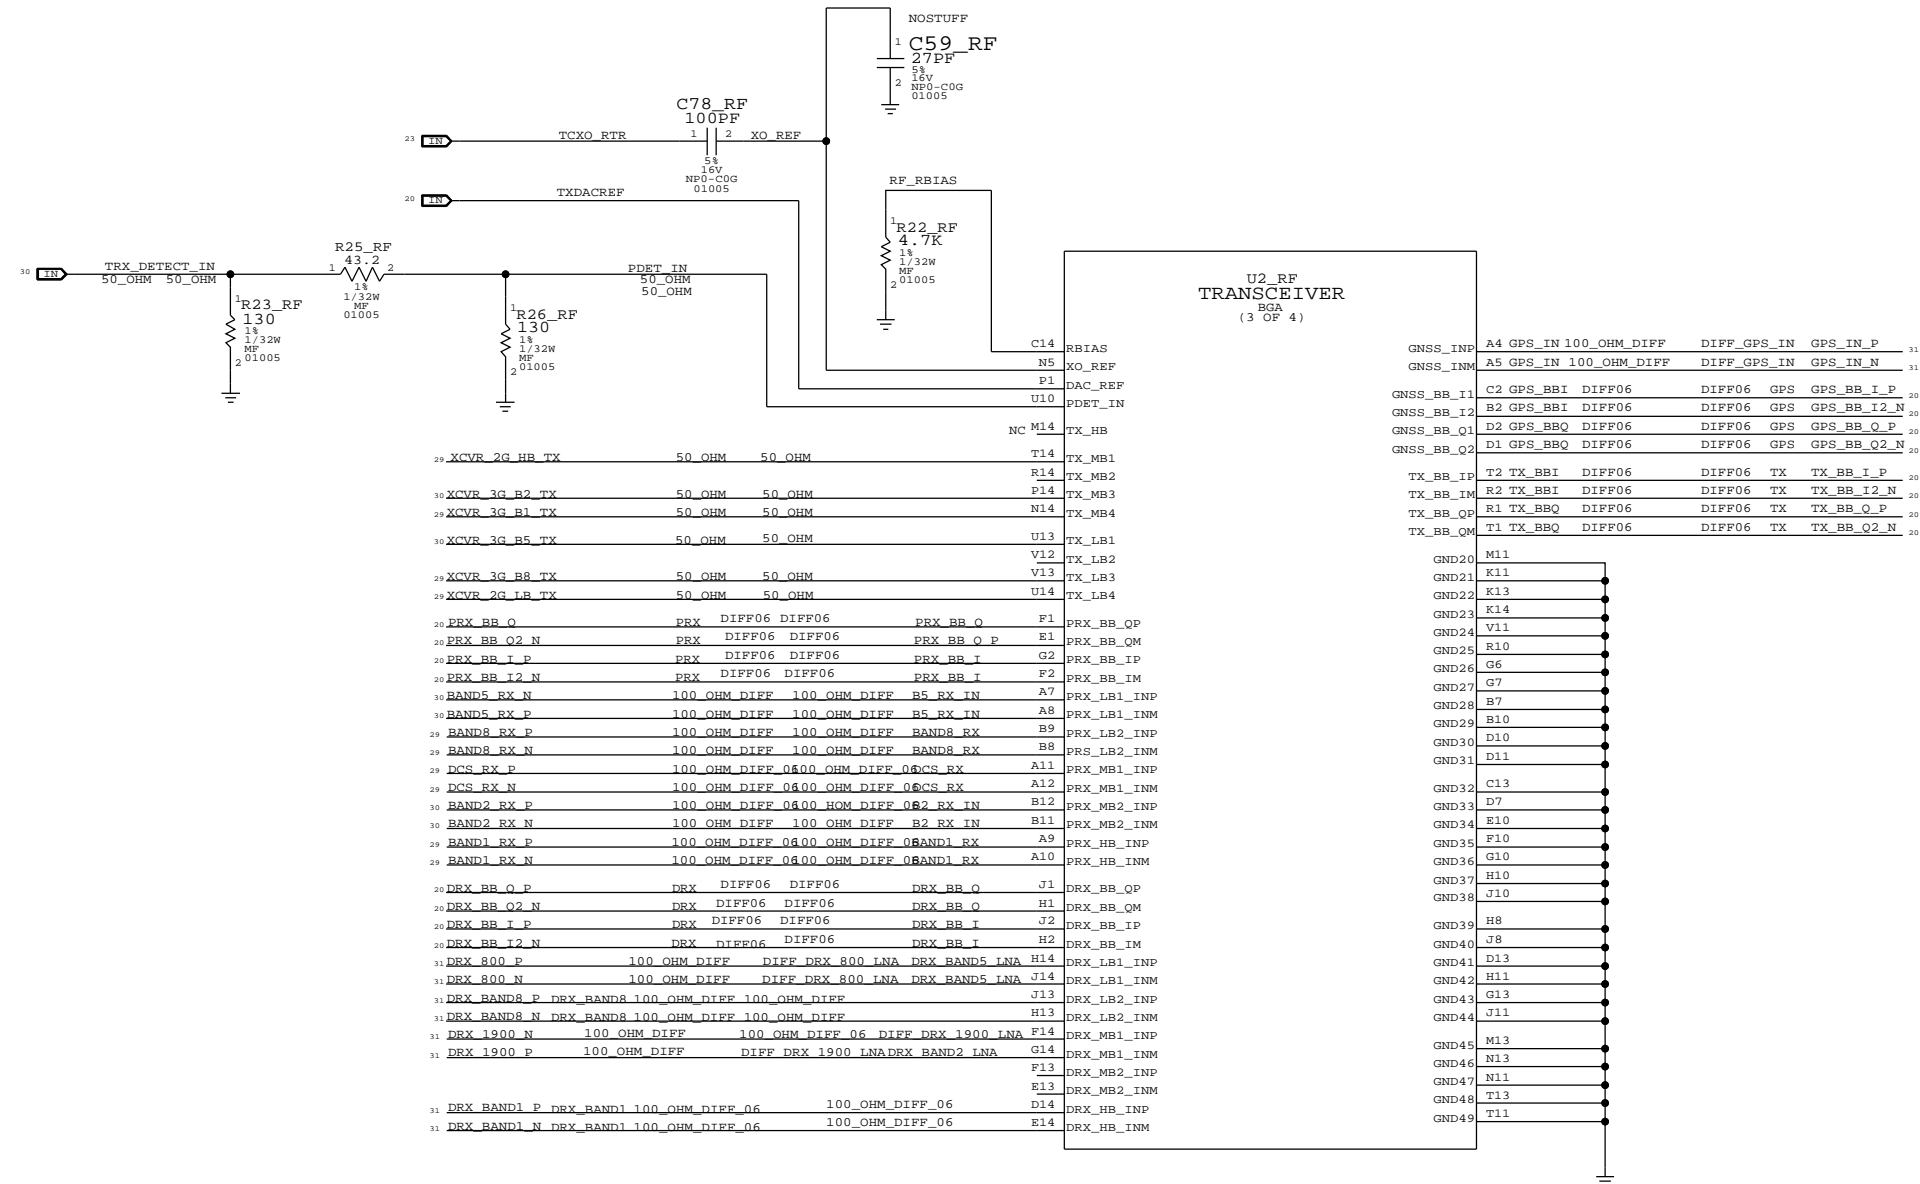 NOSTUFF
1 C59_RF
27PF
5%
16V
2 NP0-C0G
01005
C78_RF
100PF
23 IN TCXO_RTR 1 2 XO_REF
5%
16V
NP0-C0G
01005
20 IN TXDACREF
RF_RBIAS
1 R22_RF
4.7K
1%
1/32W
MF
2 01005
R25_RF
43.2
30 IN TRX_DETECT_IN 1 2 PDET_IN
50_OHM 50_OHM 50_OHM
50_OHM
1%
1/32W
MF
01005
1 R23_RF
130
1%
1/32W
MF
2 01005
1 R26_RF
130
1%
1/32W
MF
2 01005
U2_RF
TRANSCEIVER
BGA
(3 OF 4)
C14 RBIAS
N5 XO_REF
P1 DAC_REF
U10 PDET_IN
NC M14 TX_HB
29 XCVR_2G_HB_TX 50_OHM 50_OHM T14 TX_MB1
R14 TX_MB2
30 XCVR_3G_B2_TX 50_OHM 50_OHM P14 TX_MB3
29 XCVR_3G_B1_TX 50_OHM 50_OHM N14 TX_MB4
30 XCVR_3G_B5_TX 50_OHM 50_OHM U13 TX_LB1
V12 TX_LB2
29 XCVR_3G_B8_TX 50_OHM 50_OHM V13 TX_LB3
29 XCVR_2G_LB_TX 50_OHM 50_OHM U14 TX_LB4
20 PRX_BB_Q PRX DIFF06 DIFF06 PRX_BB_Q F1 PRX_BB_QP
20 PRX_BB_Q2_N PRX DIFF06 DIFF06 PRX_BB_Q_P E1 PRX_BB_QM
20 PRX_BB_I_P PRX DIFF06 DIFF06 PRX_BB_I G2 PRX_BB_IP
20 PRX_BB_I2_N PRX DIFF06 DIFF06 PRX_BB_I F2 PRX_BB_IM
30 BAND5_RX_N 100_OHM_DIFF 100_OHM_DIFF B5_RX_IN A7 PRX_LB1_INP
30 BAND5_RX_P 100_OHM_DIFF 100_OHM_DIFF B5_RX_IN A8 PRX_LB1_INM
29 BAND8_RX_P 100_OHM_DIFF 100_OHM_DIFF BAND8_RX B9 PRX_LB2_INP
29 BAND8_RX_N 100_OHM_DIFF 100_OHM_DIFF BAND8_RX B8 PRS_LB2_INM
29 DCS_RX_P 100_OHM_DIFF_06 100_OHM_DIFF_06 DCS_RX A11 PRX_MB1_INP
29 DCS_RX_N 100_OHM_DIFF_06 100_OHM_DIFF_06 DCS_RX A12 PRX_MB1_INM
30 BAND2_RX_P 100_OHM_DIFF_06 100_HOM_DIFF_06 B2_RX_IN B12 PRX_MB2_INP
30 BAND2_RX_N 100_OHM_DIFF 100_OHM_DIFF B2_RX_IN B11 PRX_MB2_INM
29 BAND1_RX_P 100_OHM_DIFF_06 100_OHM_DIFF_06 BAND1_RX A9 PRX_HB_INP
29 BAND1_RX_N 100_OHM_DIFF_06 100_OHM_DIFF_06 BAND1_RX A10 PRX_HB_INM
20 DRX_BB_Q_P DRX DIFF06 DIFF06 DRX_BB_Q J1 DRX_BB_QP
20 DRX_BB_Q2_N DRX DIFF06 DIFF06 DRX_BB_Q H1 DRX_BB_QM
20 DRX_BB_I_P DRX DIFF06 DIFF06 DRX_BB_I J2 DRX_BB_IP
20 DRX_BB_I2_N DRX DIFF06 DIFF06 DRX_BB_I H2 DRX_BB_IM
31 DRX_800_P 100_OHM_DIFF DIFF_DRX_800_LNA DRX_BAND5_LNA H14 DRX_LB1_INP
31 DRX_800_N 100_OHM_DIFF DIFF_DRX_800_LNA DRX_BAND5_LNA J14 DRX_LB1_INM
31 DRX_BAND8_P DRX_BAND8 100_OHM_DIFF 100_OHM_DIFF J13 DRX_LB2_INP
31 DRX_BAND8_N DRX_BAND8 100_OHM_DIFF 100_OHM_DIFF H13 DRX_LB2_INM
31 DRX_1900_N 100_OHM_DIFF 100_OHM_DIFF_06 DIFF_DRX_1900_LNA F14 DRX_MB1_INP
31 DRX_1900_P 100_OHM_DIFF DIFF_DRX_1900_LNA DRX_BAND2_LNA G14 DRX_MB1_INM
F13 DRX_MB2_INP
E13 DRX_MB2_INM
31 DRX_BAND1_P DRX_BAND1 100_OHM_DIFF_06 100_OHM_DIFF_06 D14 DRX_HB_INP
31 DRX_BAND1_N DRX_BAND1 100_OHM_DIFF_06 100_OHM_DIFF_06 E14 DRX_HB_INM
GNSS_INP A4 GPS_IN 100_OHM_DIFF DIFF_GPS_IN GPS_IN_P 31
GNSS_INM A5 GPS_IN 100_OHM_DIFF DIFF_GPS_IN GPS_IN_N 31
GNSS_BB_I1 C2 GPS_BBI DIFF06 DIFF06 GPS GPS_BB_I_P 20
GNSS_BB_I2 B2 GPS_BBI DIFF06 DIFF06 GPS GPS_BB_I2_N 20
GNSS_BB_Q1 D2 GPS_BBQ DIFF06 DIFF06 GPS GPS_BB_Q_P 20
GNSS_BB_Q2 D1 GPS_BBQ DIFF06 DIFF06 GPS GPS_BB_Q2_N 20
TX_BB_IP T2 TX_BBI DIFF06 DIFF06 TX TX_BB_I_P 20
TX_BB_IM R2 TX_BBI DIFF06 DIFF06 TX TX_BB_I2_N 20
TX_BB_QP R1 TX_BBQ DIFF06 DIFF06 TX TX_BB_Q_P 20
TX_BB_QM T1 TX_BBQ DIFF06 DIFF06 TX TX_BB_Q2_N 20
GND20 M11
GND21 K11
GND22 K13
GND23 K14
GND24 V11
GND25 R10
GND26 G6
GND27 G7
GND28 B7
GND29 B10
GND30 D10
GND31 D11
GND32 C13
GND33 D7
GND34 E10
GND35 F10
GND36 G10
GND37 H10
GND38 J10
GND39 H8
GND40 J8
GND41 D13
GND42 H11
GND43 G13
GND44 J11
GND45 M13
GND46 N13
GND47 N11
GND48 T13
GND49 T11